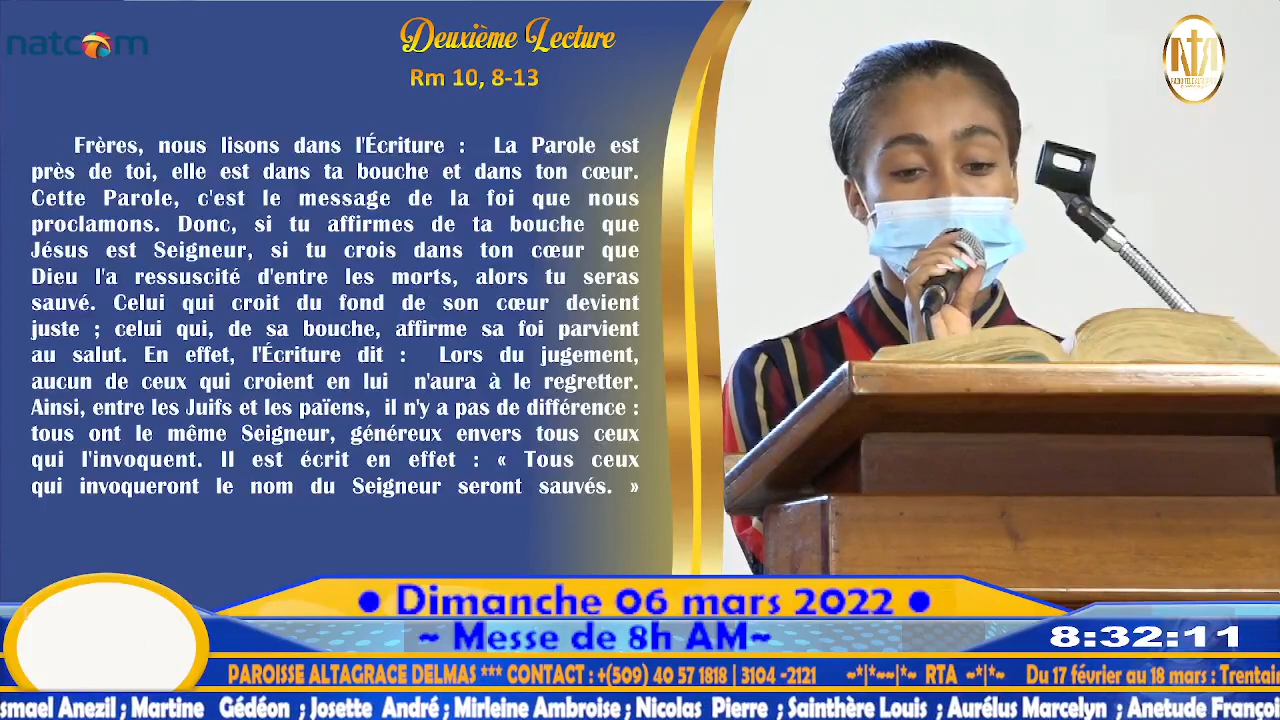 natcom
Deuxième Lecture
Rm 10, 8-13
Frères, nous lisons dans l'Écriture : La Parole est
près de toi, elle est dans ta bouche et dans ton cœur.
Cette Parole, c'est le message de la foi que nous
proclamons. Donc, si tu affirmes de ta bouche que
Jésus est Seigneur, si tu crois dans ton cœur que
Dieu l'a ressuscité d'entre les morts, alors tu seras
sauvé. Celui qui croit du fond de son cœur devient
juste ; celui qui, de sa bouche, affirme sa foi parvient
au salut. En effet, l'Écriture dit : Lors du jugement,
aucun de ceux qui croient en lui n'aura à le regretter.
Ainsi, entre les Juifs et les païens, il n'y a pas de différence :
tous ont le même Seigneur, généreux envers tous ceux
qui l'invoquent. Il est écrit en effet : « Tous ceux
qui invoqueront le nom du Seigneur seront sauvés. »
● Dimanche 06 mars 2022 ●
~ Messe de 8h AM~
8:32:11
PAROISSE ALTAGRACE DELMAS *** CONTACT : +(509) 40 57 1818 | 3104 -2121 ~*|*~~|*~ RTA ~*|*~ Du 17 février au 18 mars : Trentain
smael Anezil ; Martine Gédéon ; Josette André ; Mirleine Ambroise ; Nicolas Pierre ; Sainthère Louis ; Aurélus Marcelyn ; Anetude Françoi